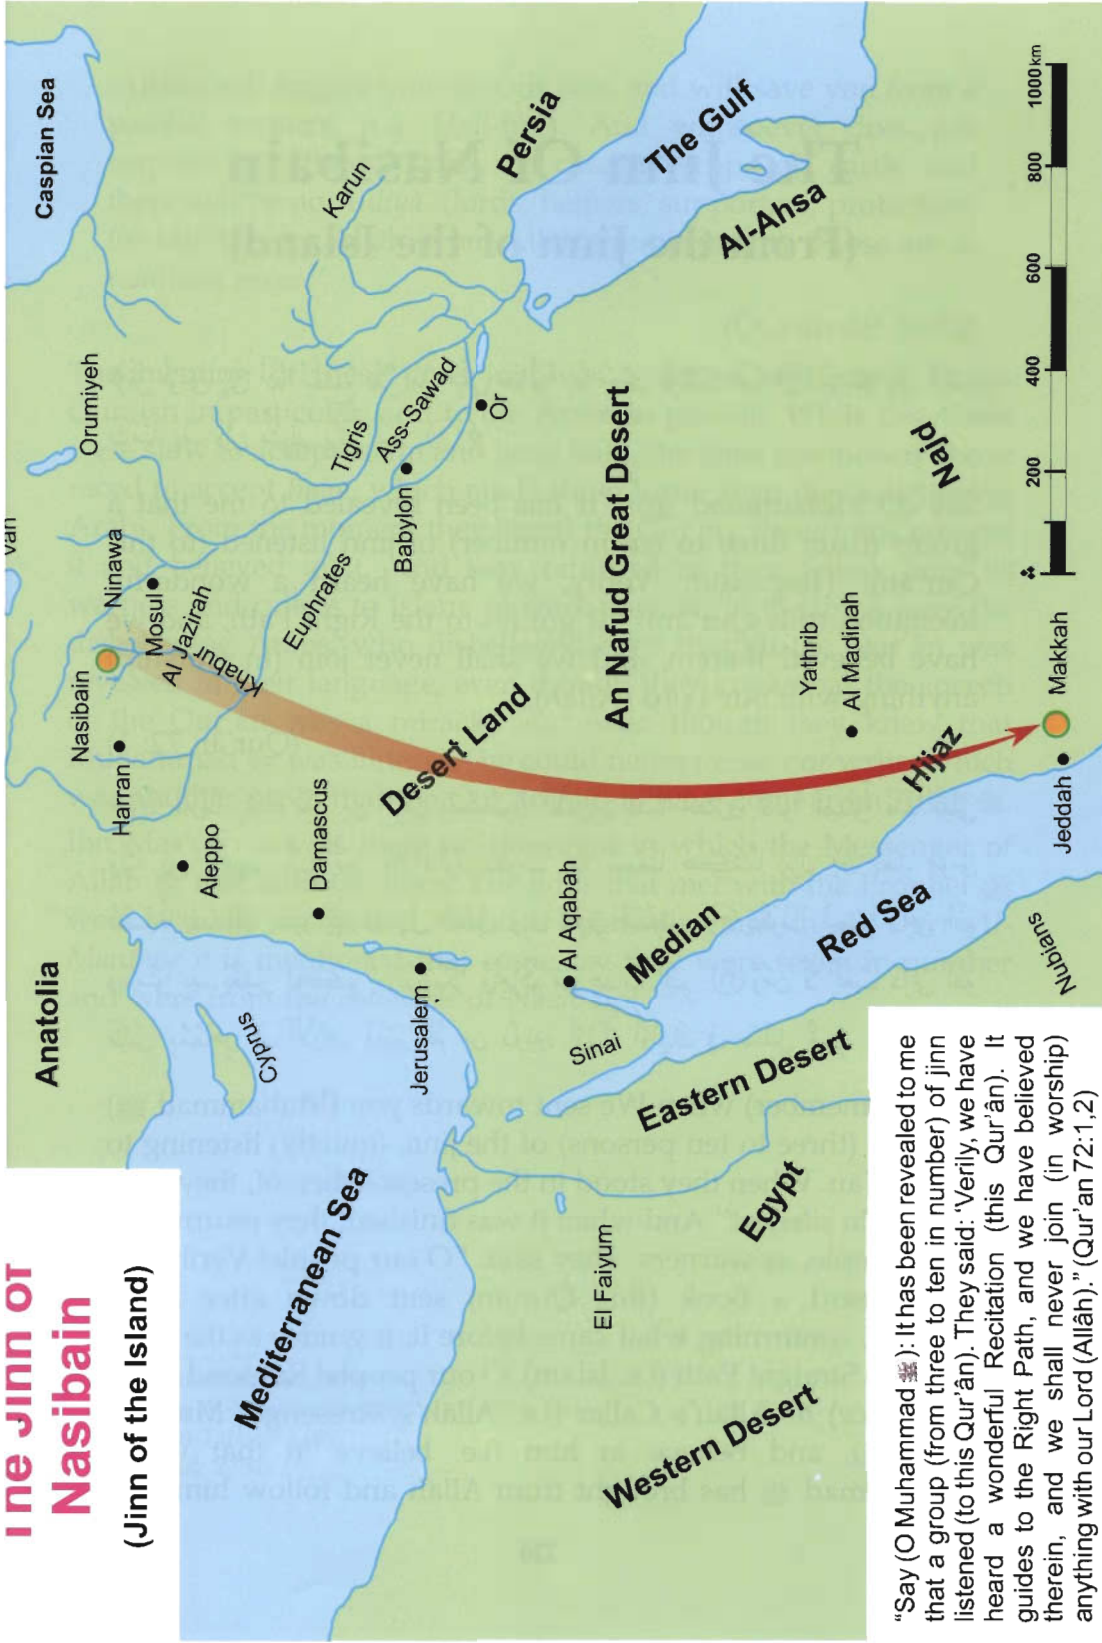 The Jinn of
Nasibain
(Jinn of the Island)
Anatolia
Caspian Sea
Van
Orumiyeh
Nasibain
Ninawa
Harran
Mosul
Al Jazirah
Khabur
Aleppo
Cyprus
Mediterranean Sea
Damascus
Euphrates
Tigris
Karun
Babylon
Ass-Sawad
Jerusalem
Desert Land
Or
Persia
Al Aqabah
Sinai
An Nafud Great Desert
El Faiyum
Median
Eastern Desert
The Gulf
Al-Ahsa
Western Desert
Egypt
Yathrib
Al Madinah
Red Sea
Hijaz
Najd
Nubians
Jeddah
Makkah
200 400 600 800 1000 km
“Say (O Muhammad ﷺ): It has been revealed to me
that a group (from three to ten in number) of jinn
listened (to this Qur’ân). They said: ‘Verily, we have
heard a wonderful Recitation (this Qur’ân). It
guides to the Right Path, and we have believed
therein, and we shall never join (in worship)
anything with our Lord (Allâh).” (Qur’an 72:1,2)